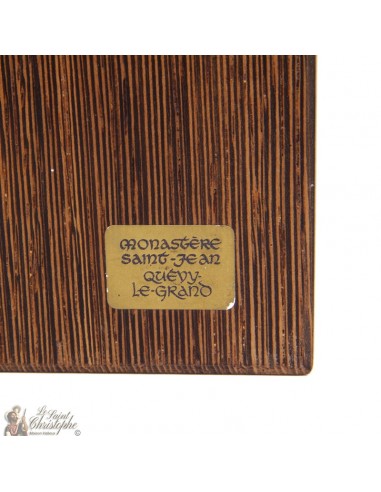 Monastère
Saint-Jean
Quévy-
Le-Grand
Le Saint
Christophe